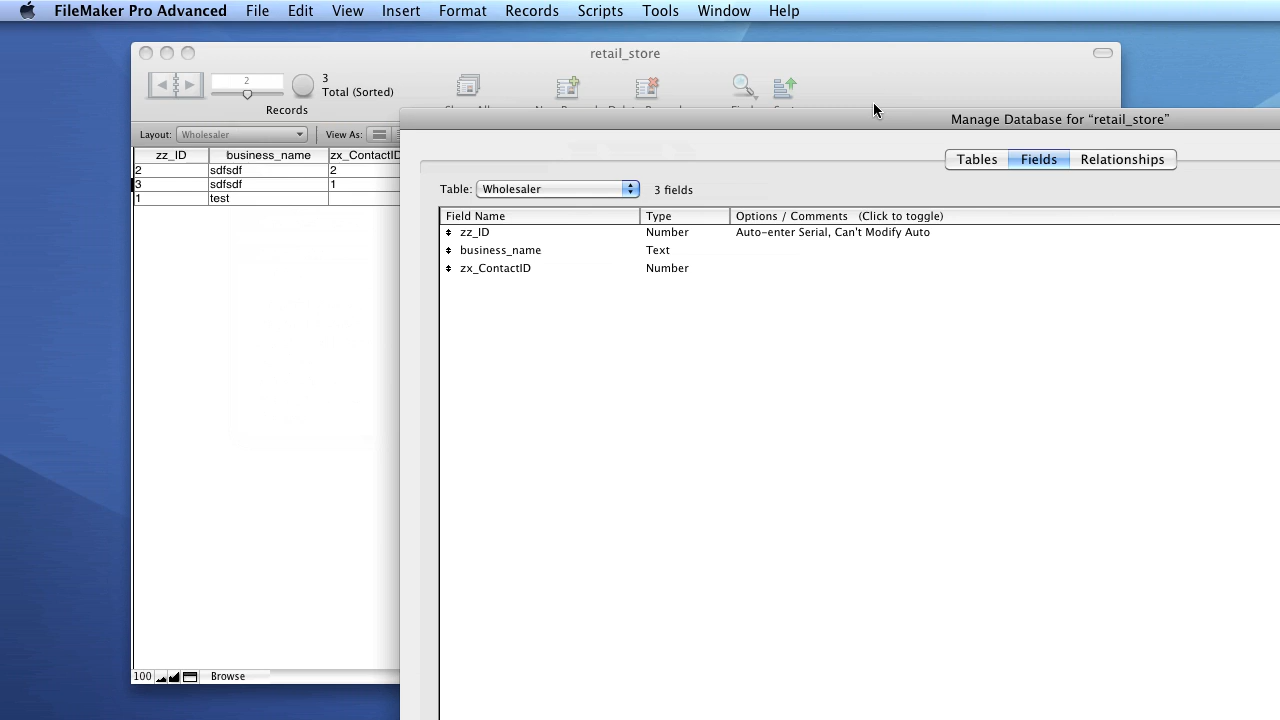 FileMaker Pro Advanced File Edit View Insert Format Records Scripts Tools Window Help
retail_store
2
3
Total (Sorted)
Records
Layout: Wholesaler View As:
zz_ID business_name zx_ContactID
2 sdfsdf 2
3 sdfsdf 1
1 test
100 Browse
Manage Database for “retail_store”
Tables Fields Relationships
Table: Wholesaler 3 fields
Field Name Type Options / Comments (Click to toggle)
zz_ID Number Auto-enter Serial, Can't Modify Auto
business_name Text
zx_ContactID Number